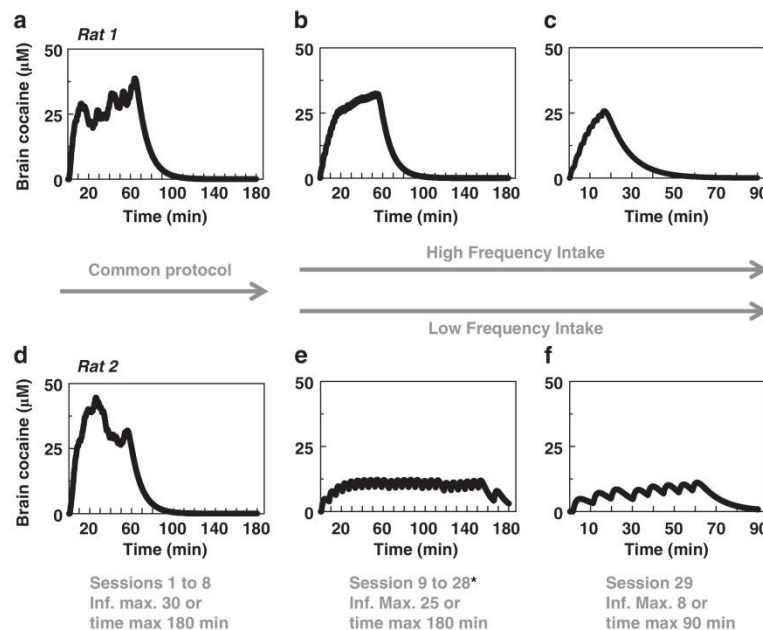 a Rat 1
50
25
0
Brain cocaine (µM)
20 60 100 140 180
Time (min)
b
50
25
0
20 60 100 140 180
Time (min)
c
50
25
0
10 30 50 70 90
Time (min)
Common protocol
High Frequency Intake
Low Frequency Intake
d Rat 2
50
25
0
Brain cocaine (µM)
20 60 100 140 180
Time (min)
e
50
25
0
20 60 100 140 180
Time (min)
f
50
25
0
10 30 50 70 90
Time (min)
Sessions 1 to 8
Inf. max. 30 or
time max 180 min
Session 9 to 28*
Inf. Max. 25 or
time max 180 min
Session 29
Inf. Max. 8 or
time max 90 min